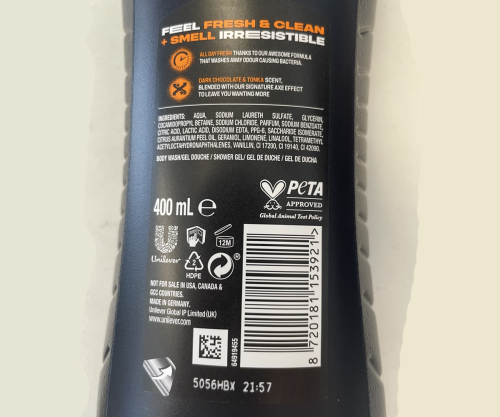 FEEL FRESH & CLEAN
+ SMELL IRRESISTIBLE
ALL DAY FRESH THANKS TO OUR AWESOME FORMULA
THAT WASHES AWAY ODOUR CAUSING BACTERIA.
DARK CHOCOLATE & TONKA SCENT,
BLENDED WITH OUR SIGNATURE AXE EFFECT
TO LEAVE YOU WANTING MORE
INGREDIENTS: AQUA, SODIUM LAURETH SULFATE, GLYCERIN,
COCAMIDOPROPYL BETAINE, SODIUM CHLORIDE, PARFUM, SODIUM BENZOATE,
CITRIC ACID, LACTIC ACID, DISODIUM EDTA, PPG-6, SACCHARIDE ISOMERATE,
CITRUS AURANTIUM PEEL OIL, GERANIOL, LIMONENE, LINALOOL, TETRAMETHYL
ACETYLOCTAHYDRONAPHTHALENES, VANILLIN, CI 17200, CI 19140, CI 42090.
BODY WASH/GEL DOUCHE / SHOWER GEL/ GEL DE DUCHE / GEL DE DUCHA
PeTA
APPROVED
Global Animal Test Policy
400 mL e
Unilever
12M
2
HDPE
NOT FOR SALE IN USA, CANADA &
GCC COUNTRIES.
MADE IN GERMANY.
Unilever Global IP Limited (UK)
www.unilever.com
64919455
8 720181 153921 >
5056HBX 21:57